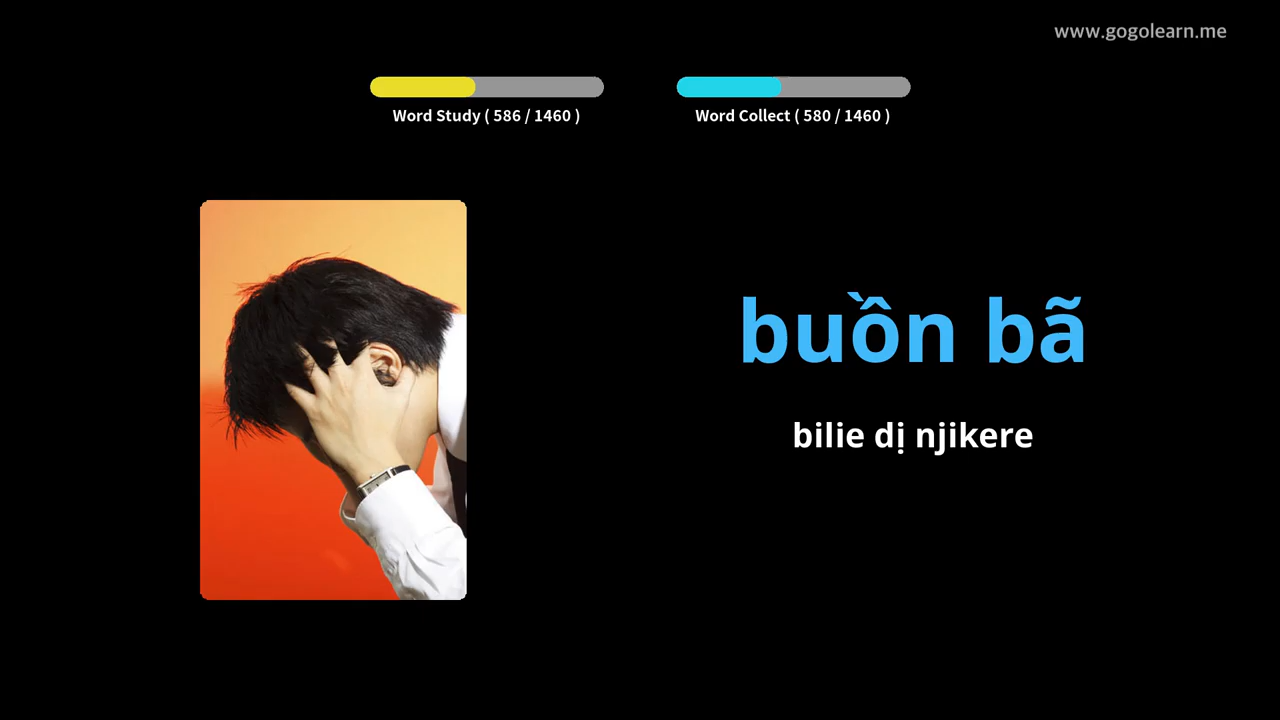 www.gogolearn.me
Word Study ( 586 / 1460 )
Word Collect ( 580 / 1460 )
buồn bã
bilie dị njikere